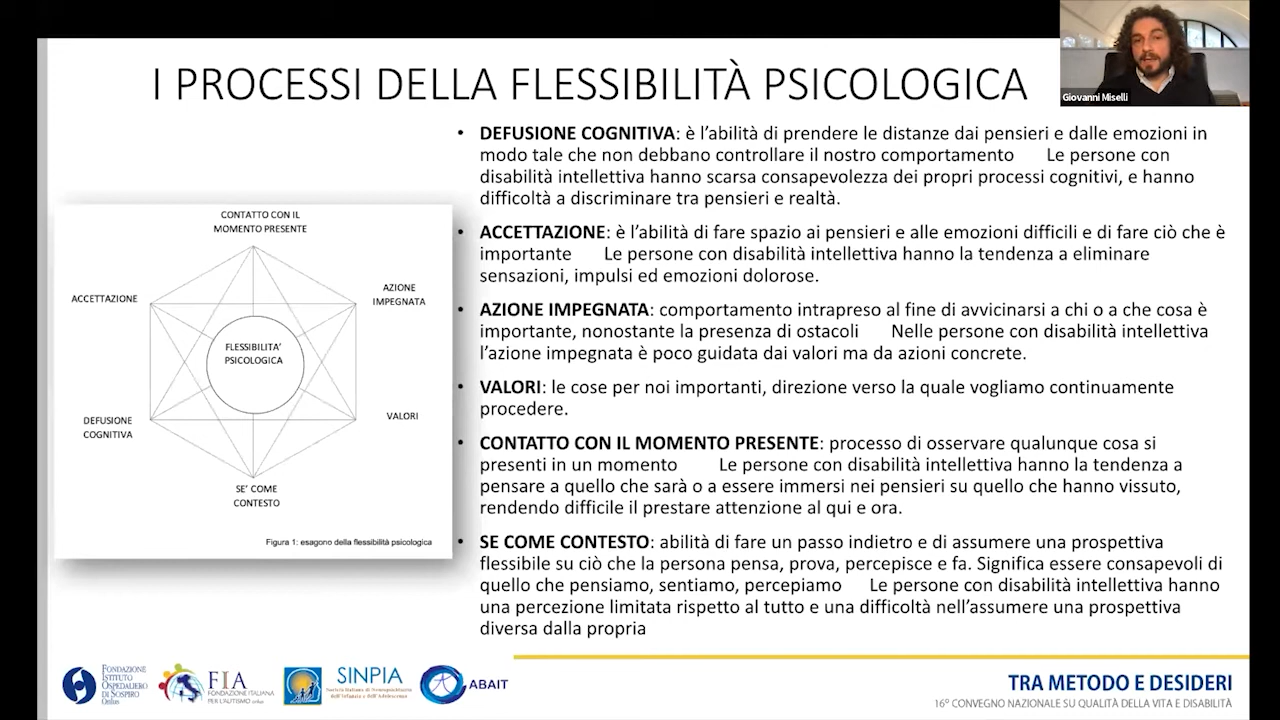 I PROCESSI DELLA FLESSIBILITÀ PSICOLOGICA
Giovanni Miselli
• DEFUSIONE COGNITIVA: è l'abilità di prendere le distanze dai pensieri e dalle emozioni in
modo tale che non debbano controllare il nostro comportamento Le persone con
disabilità intellettiva hanno scarsa consapevolezza dei propri processi cognitivi, e hanno
difficoltà a discriminare tra pensieri e realtà.
• ACCETTAZIONE: è l'abilità di fare spazio ai pensieri e alle emozioni difficili e di fare ciò che è
importante Le persone con disabilità intellettiva hanno la tendenza a eliminare
sensazioni, impulsi ed emozioni dolorose.
• AZIONE IMPEGNATA: comportamento intrapreso al fine di avvicinarsi a chi o a che cosa è
importante, nonostante la presenza di ostacoli Nelle persone con disabilità intellettiva
l'azione impegnata è poco guidata dai valori ma da azioni concrete.
• VALORI: le cose per noi importanti, direzione verso la quale vogliamo continuamente
procedere.
• CONTATTO CON IL MOMENTO PRESENTE: processo di osservare qualunque cosa si
presenti in un momento Le persone con disabilità intellettiva hanno la tendenza a
pensare a quello che sarà o a essere immersi nei pensieri su quello che hanno vissuto,
rendendo difficile il prestare attenzione al qui e ora.
• SE COME CONTESTO: abilità di fare un passo indietro e di assumere una prospettiva
flessibile su ciò che la persona pensa, prova, percepisce e fa. Significa essere consapevoli di
quello che pensiamo, sentiamo, percepiamo Le persone con disabilità intellettiva hanno
una percezione limitata rispetto al tutto e una difficoltà nell'assumere una prospettiva
diversa dalla propria
CONTATTO CON IL
MOMENTO PRESENTE
ACCETTAZIONE
AZIONE
IMPEGNATA
FLESSIBILITA'
PSICOLOGICA
DEFUSIONE
COGNITIVA
VALORI
SE' COME
CONTESTO
Figura 1: esagono della flessibilità psicologica
FONDAZIONE
ISTITUTO
OSPEDALIERO
DI SOSPIRO
Onlus
FIA
FONDAZIONE ITALIANA
PER L'AUTISMO onlus
SINPIA
Società Italiana di Neuropsichiatria
dell'Infanzia e dell'Adolescenza
ABAIT
TRA METODO E DESIDERI
16° CONVEGNO NAZIONALE SU QUALITÀ DELLA VITA E DISABILITÀ